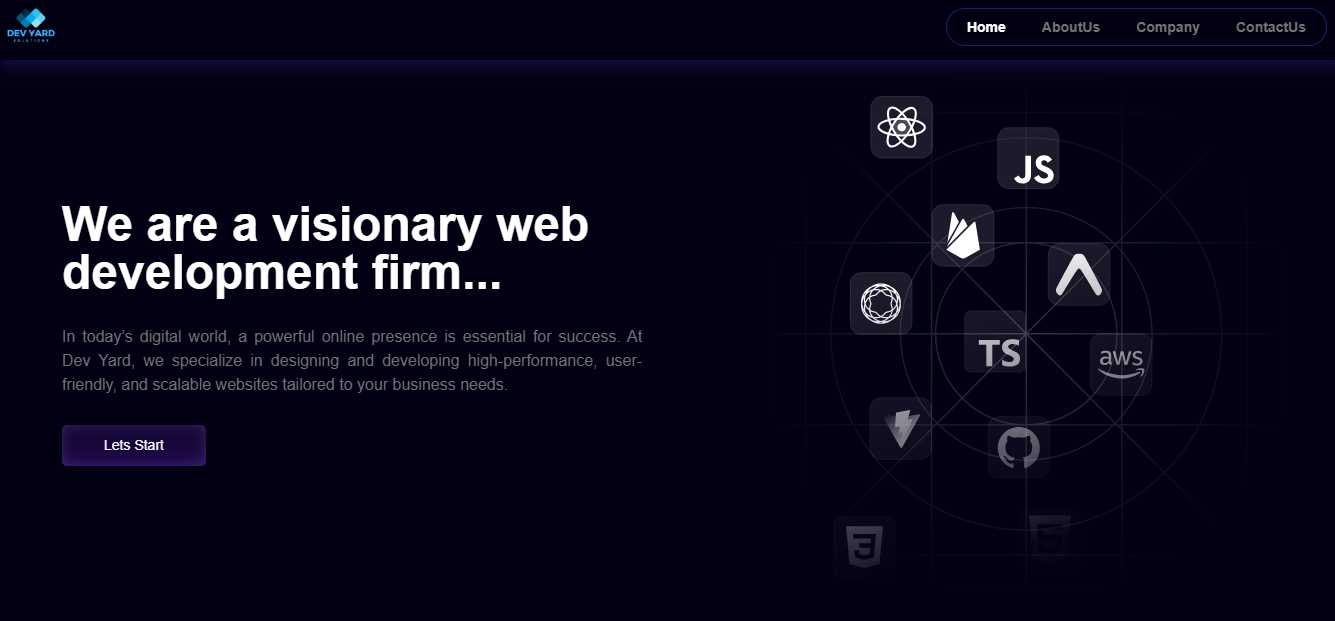 DEV YARD
SOLUTIONS
Home AboutUs Company ContactUs
JS
We are a visionary web
development firm...
In today’s digital world, a powerful online presence is essential for success. At
Dev Yard, we specialize in designing and developing high-performance, user-
friendly, and scalable websites tailored to your business needs.
TS
aws
Lets Start
3
5